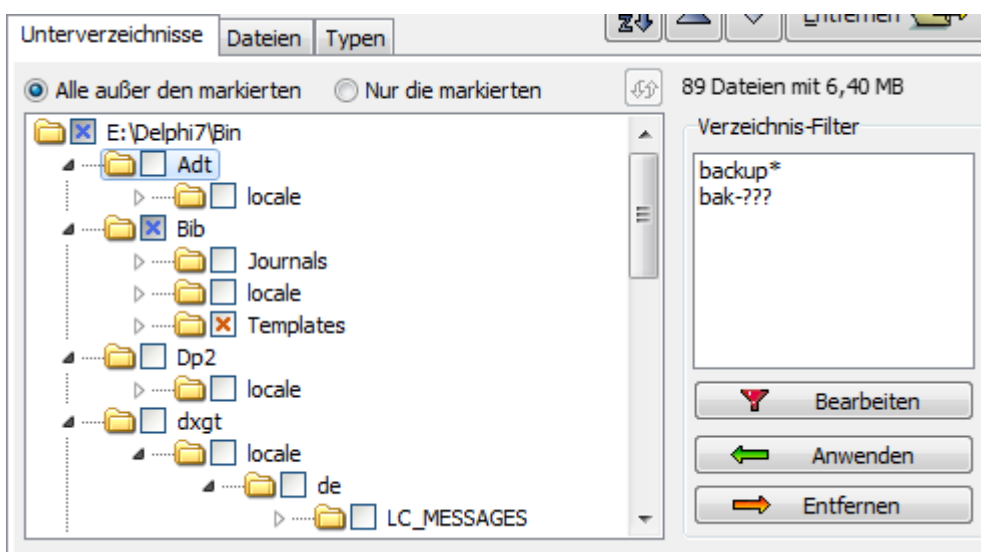 Entfernen
Unterverzeichnisse Dateien Typen
Alle außer den markierten Nur die markierten 89 Dateien mit 6,40 MB
E:\Delphi7\Bin
Adt
locale
Bib
Journals
locale
Templates
Dp2
locale
dxgt
locale
de
LC_MESSAGES
Verzeichnis-Filter
backup*
bak-???
Bearbeiten
Anwenden
Entfernen